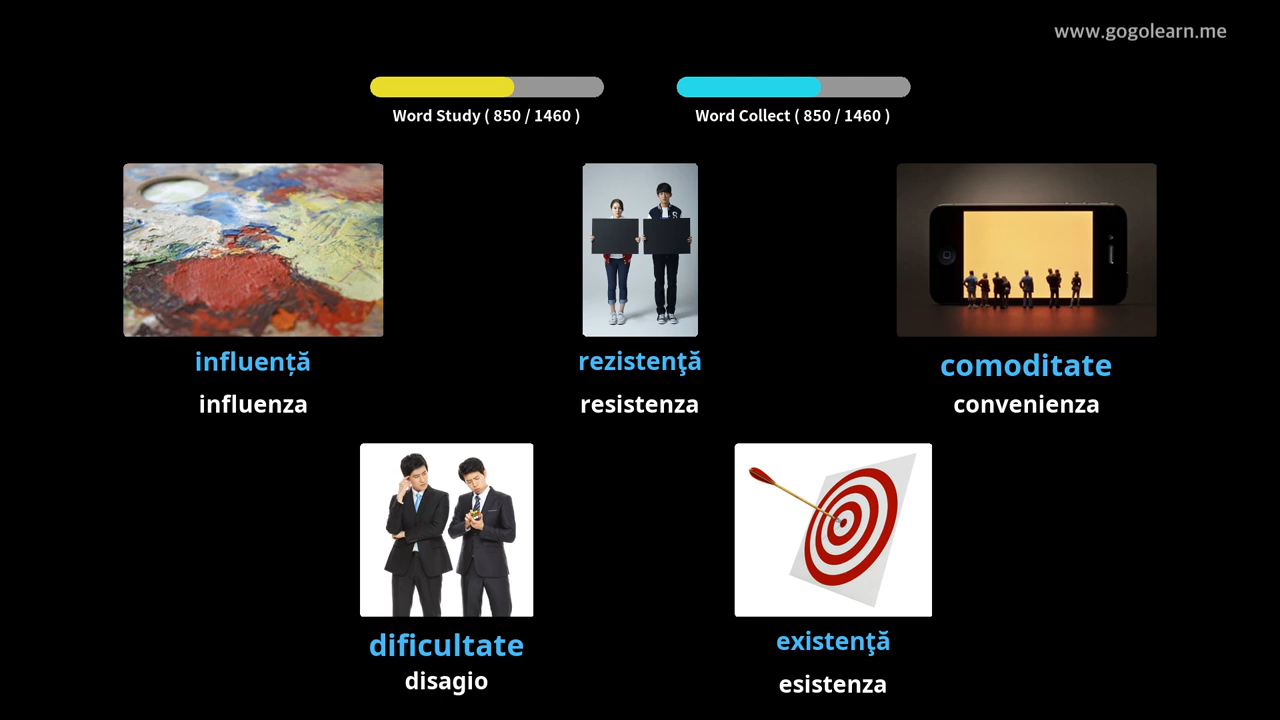 www.gogolearn.me
Word Study ( 850 / 1460 )
Word Collect ( 850 / 1460 )
influență
rezistenţă
comoditate
influenza
resistenza
convenienza
dificultate
existenţă
disagio
esistenza